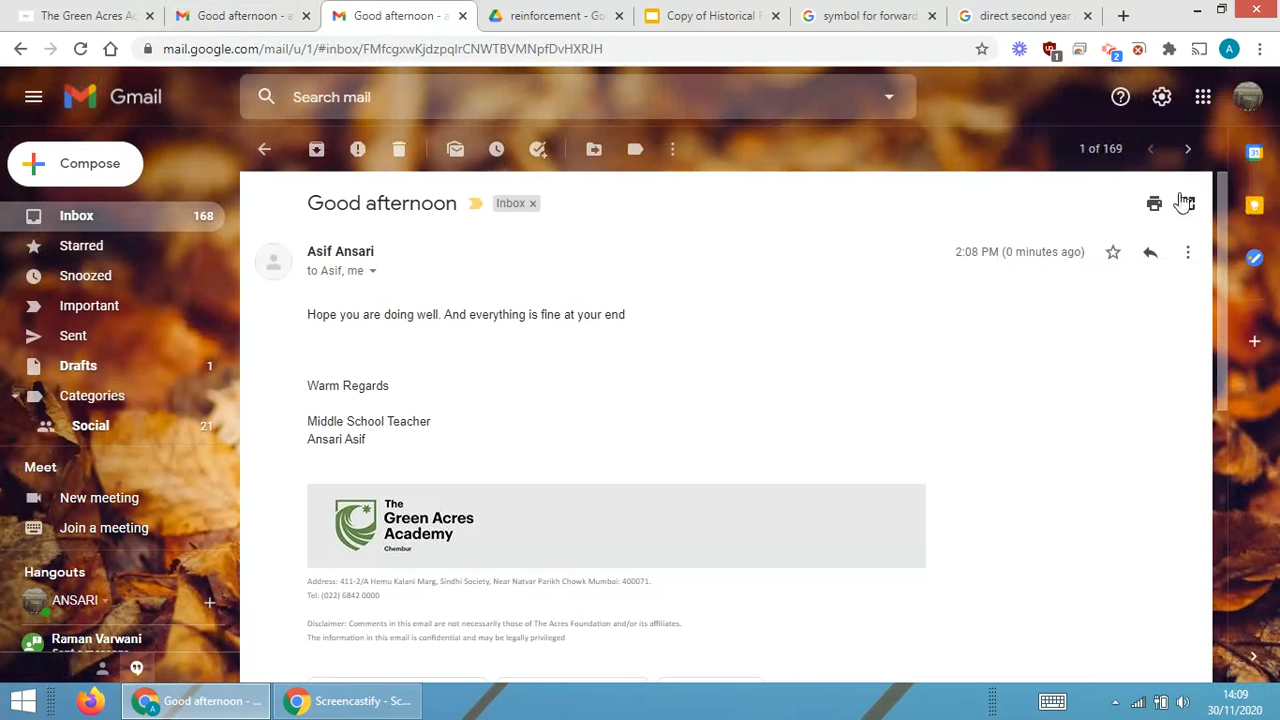 The Green Ac
Good afternoon -
Good afternoon -
reinforcement - Go
Copy of Historical F
symbol for forward
direct second year
mail.google.com/mail/u/1/#inbox/FMfcgxwKjdzpqIrCNWTBVMNpfDvHXRJH
1
2
A
Gmail
Search mail
Compose
1 of 169
Inbox 168
Starred
Snoozed
Important
Sent
Drafts 1
Categories
Social 21
Meet
New meeting
Join a meeting
Hangouts
ANSARI
Raman Varwani
Good afternoon
Inbox ×
Asif Ansari
2:08 PM (0 minutes ago)
to Asif, me
Hope you are doing well. And everything is fine at your end
Warm Regards
Middle School Teacher
Ansari Asif
The
Green Acres
Academy
Chembur
Address: 411-2/A Hemu Kalani Marg, Sindhi Society, Near Natvar Parikh Chowk Mumbai: 400071.
Tel: (022) 6842 0000
Disclaimer: Comments in this email are not necessarily those of The Acres Foundation and/or its affiliates.
The information in this email is confidential and may be legally privileged
Good afternoon - ...
Screencastify - Sc...
14:09
30/11/2020